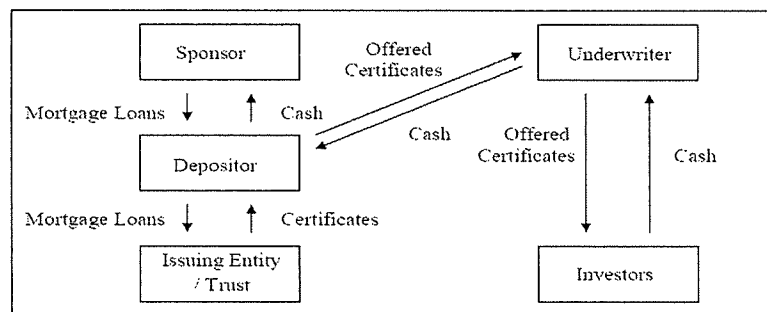 Sponsor
Offered
Certificates
Underwriter
Mortgage Loans
Cash
Cash
Offered
Certificates
Cash
Depositor
Mortgage Loans
Certificates
Issuing Entity
/ Trust
Investors